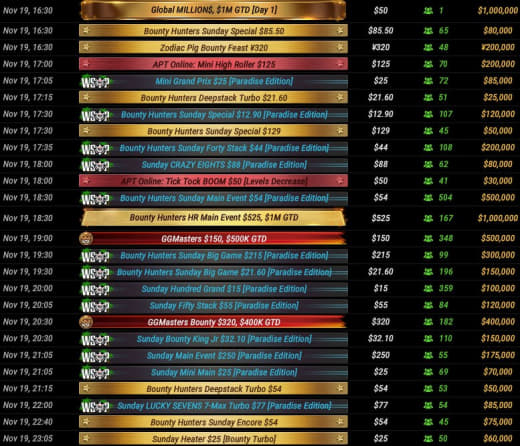 Nov 19, 16:30 Global MILLION$, $1M GTD [Day 1] $50 1 $1,000,000
Nov 19, 16:30 Bounty Hunters Sunday Special $85.50 $85.50 65 $80,000
Nov 19, 16:30 Zodiac Pig Bounty Feast ¥320 ¥320 48 ¥200,000
Nov 19, 17:00 APT Online: Mini High Roller $125 $125 70 $200,000
Nov 19, 17:05 WSOP Mini Grand Prix $25 [Paradise Edition] $25 72 $85,000
Nov 19, 17:15 Bounty Hunters Deepstack Turbo $21.60 $21.60 51 $25,000
Nov 19, 17:30 WSOP Bounty Hunters Sunday Special $12.90 [Paradise Edition] $12.90 107 $120,000
Nov 19, 17:30 Bounty Hunters Sunday Special $129 $129 45 $50,000
Nov 19, 17:35 WSOP Bounty Hunters Sunday Forty Stack $44 [Paradise Edition] $44 108 $200,000
Nov 19, 18:00 WSOP Sunday CRAZY EIGHTS $88 [Paradise Edition] $88 62 $80,000
Nov 19, 18:00 APT Online: Tick Tock BOOM $50 [Levels Decrease] $50 41 $30,000
Nov 19, 18:30 WSOP Bounty Hunters Sunday Main Event $54 [Paradise Edition] $54 504 $500,000
Nov 19, 18:30 Bounty Hunters HR Main Event $525, $1M GTD $525 167 $1,000,000
Nov 19, 19:00 GGMasters $150, $500K GTD $150 348 $500,000
Nov 19, 19:30 WSOP Bounty Hunters Sunday Big Game $215 [Paradise Edition] $215 99 $300,000
Nov 19, 19:30 WSOP Bounty Hunters Sunday Big Game $21.60 [Paradise Edition] $21.60 196 $150,000
Nov 19, 20:00 WSOP Sunday Hundred Grand $15 [Paradise Edition] $15 359 $100,000
Nov 19, 20:05 WSOP Sunday Fifty Stack $55 [Paradise Edition] $55 84 $120,000
Nov 19, 20:30 GGMasters Bounty $320, $400K GTD $320 182 $400,000
Nov 19, 20:30 WSOP Sunday Bounty King Jr $32.10 [Paradise Edition] $32.10 110 $150,000
Nov 19, 21:05 WSOP Sunday Main Event $250 [Paradise Edition] $250 55 $175,000
Nov 19, 21:05 WSOP Sunday Mini Main $25 [Paradise Edition] $25 69 $70,000
Nov 19, 21:15 Bounty Hunters Deepstack Turbo $54 $54 53 $50,000
Nov 19, 22:00 WSOP Sunday LUCKY SEVENS 7-Max Turbo $77 [Paradise Edition] $77 54 $85,000
Nov 19, 22:40 Bounty Hunters Sunday Encore $54 $54 45 $75,000
Nov 19, 23:05 Sunday Heater $25 [Bounty Turbo] $25 50 $60,000